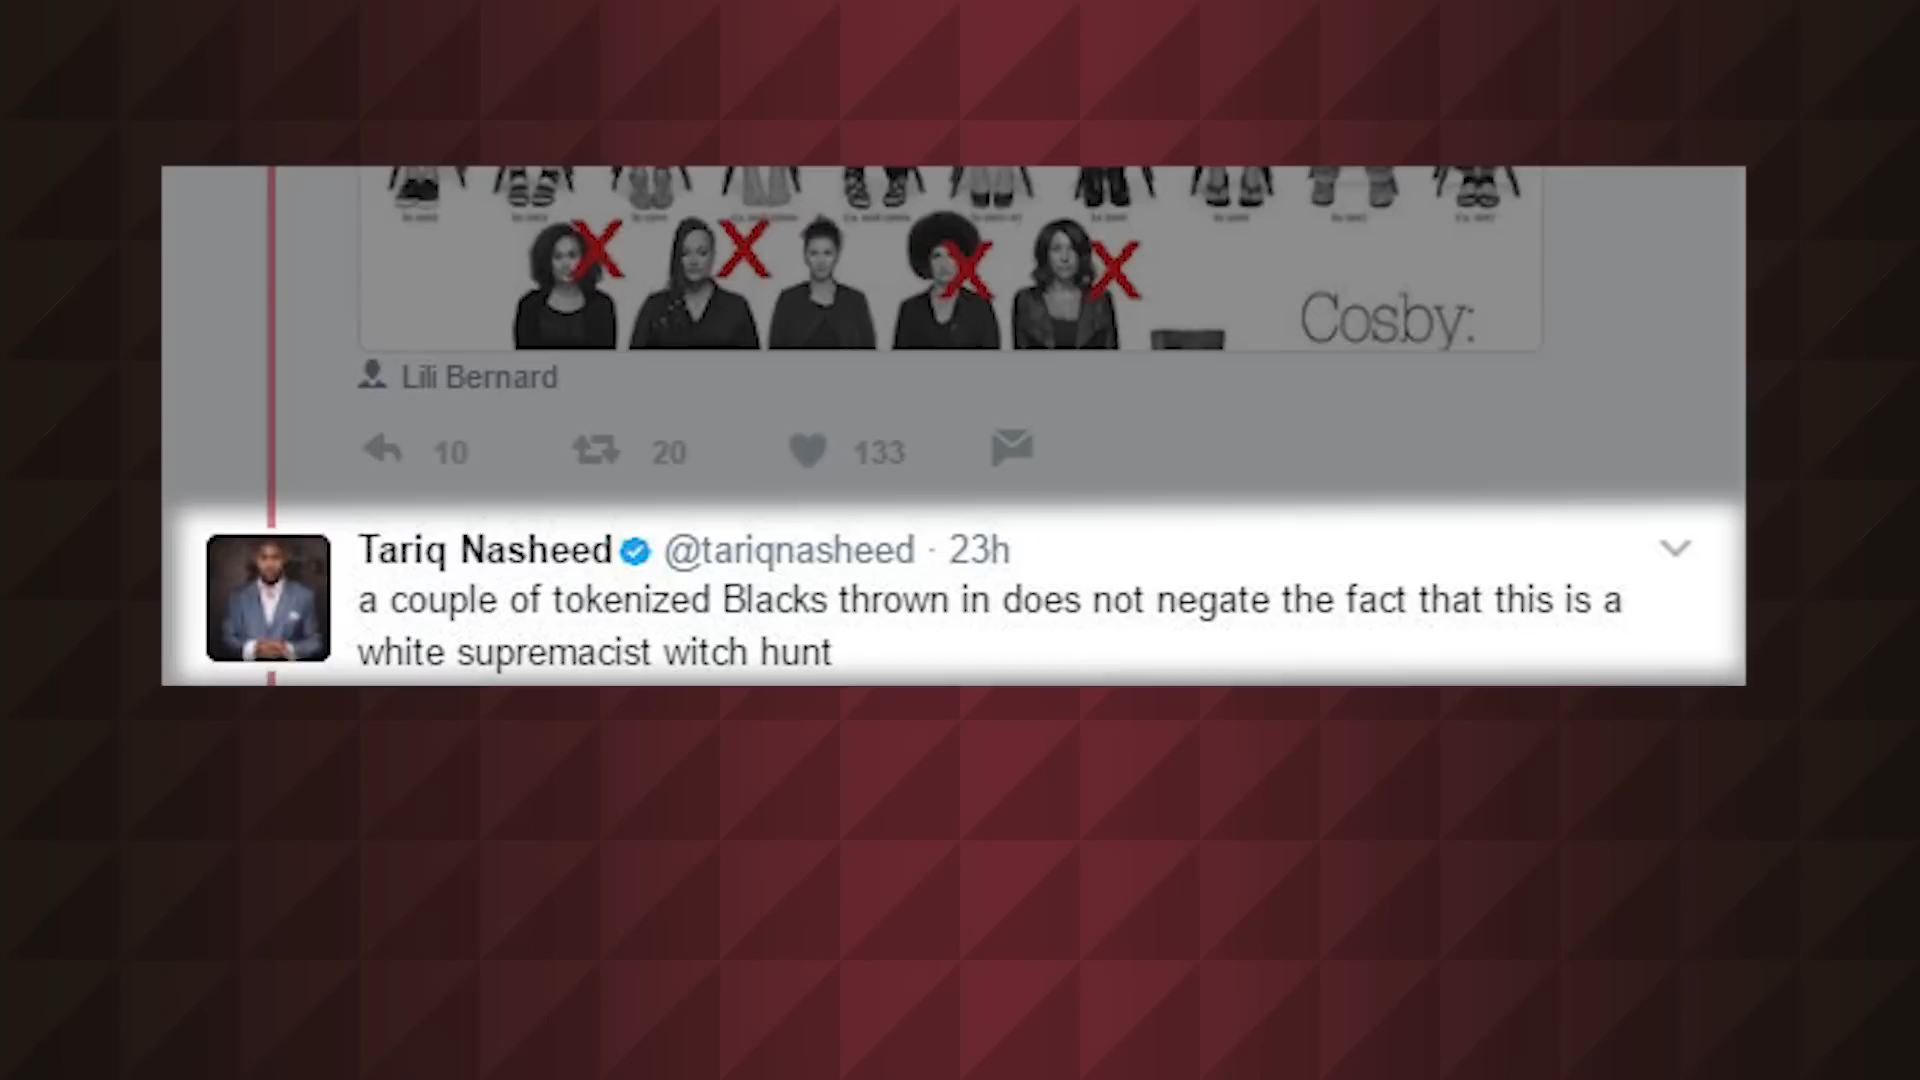 X X X X
Cosby:
Lili Bernard
10 20 133
Tariq Nasheed @tariqnasheed · 23h
a couple of tokenized Blacks thrown in does not negate the fact that this is a
white supremacist witch hunt